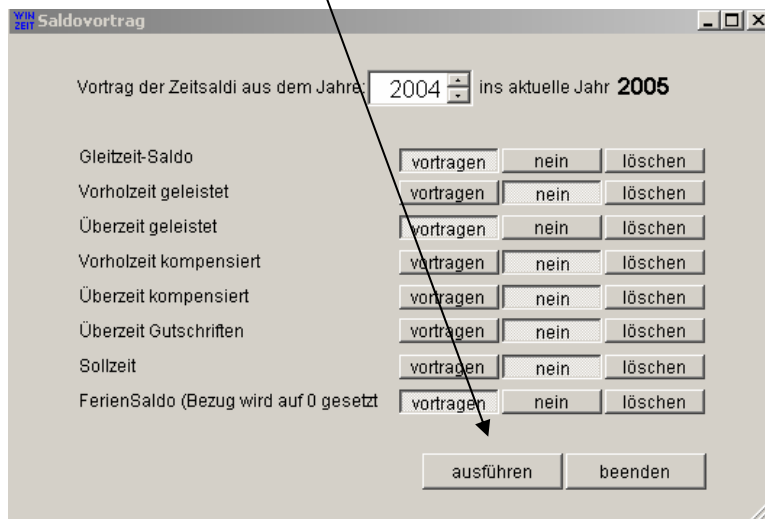 WIN ZEIT Saldovortrag
Vortrag der Zeitsaldi aus dem Jahre: 2004 ins aktuelle Jahr 2005
Gleitzeit-Saldo vortragen nein löschen
Vorholzeit geleistet vortragen nein löschen
Überzeit geleistet vortragen nein löschen
Vorholzeit kompensiert vortragen nein löschen
Überzeit kompensiert vortragen nein löschen
Überzeit Gutschriften vortragen nein löschen
Sollzeit vortragen nein löschen
FerienSaldo (Bezug wird auf 0 gesetzt vortragen nein löschen
ausführen beenden